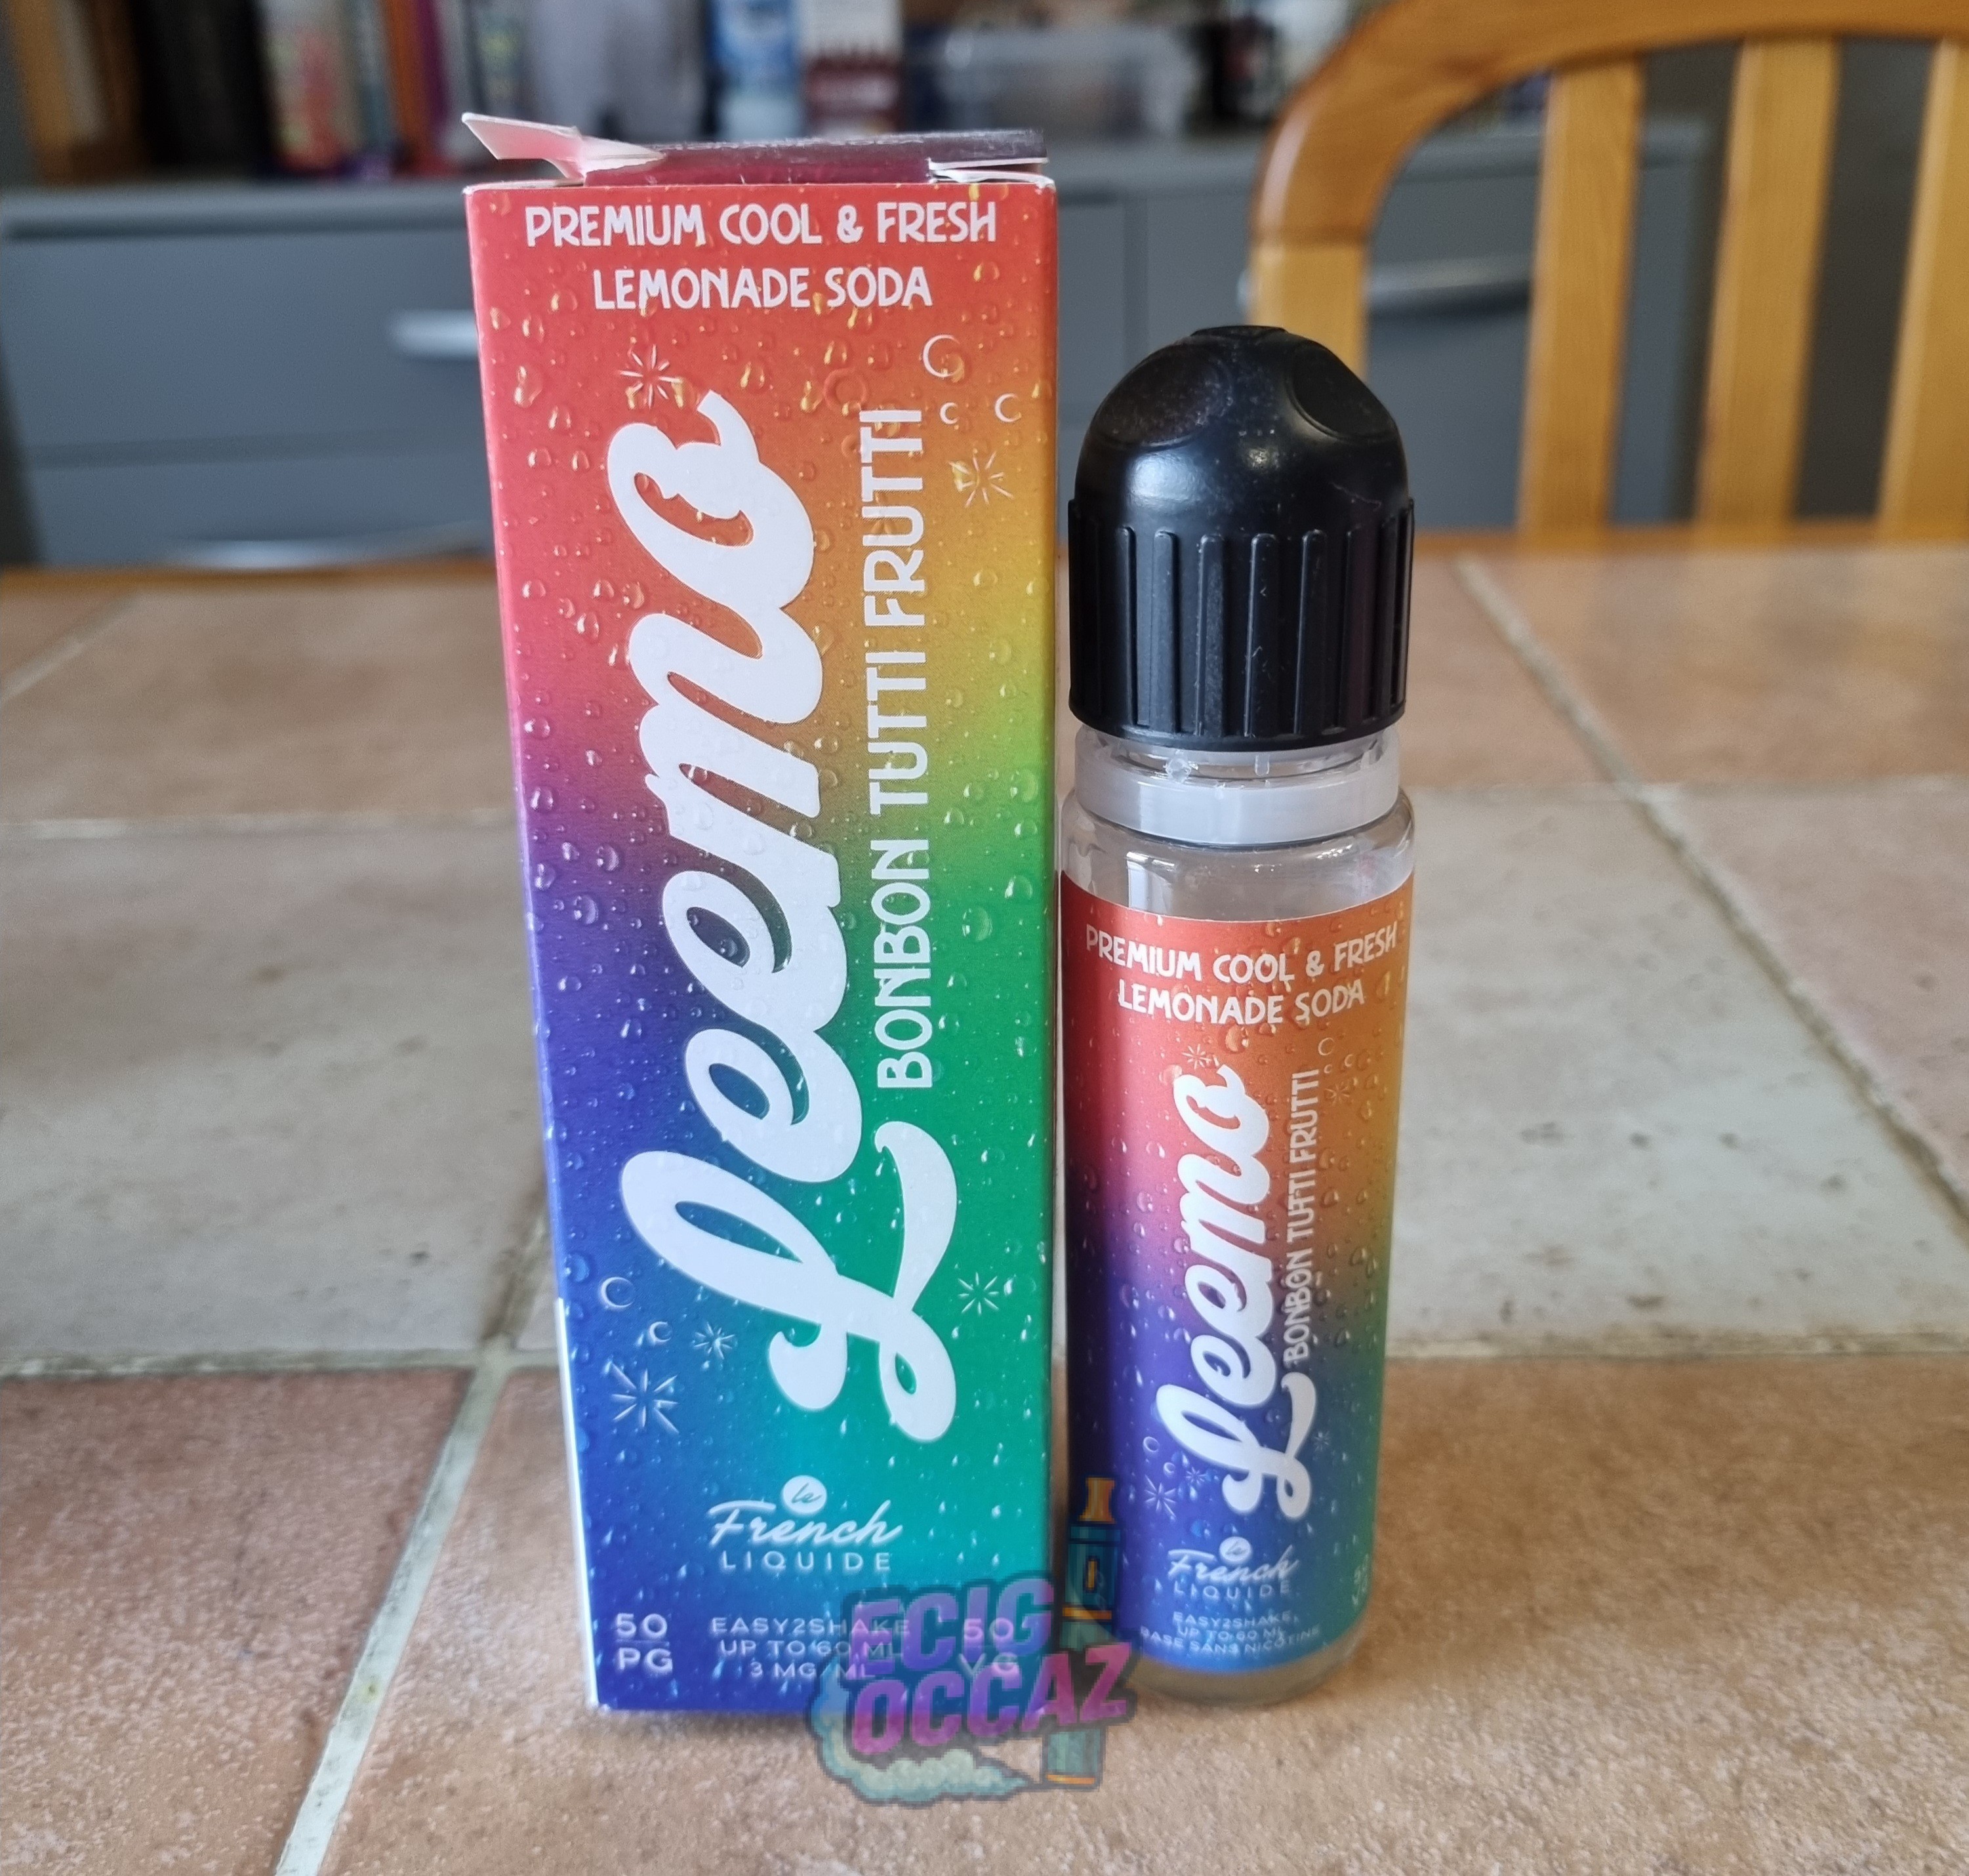 PREMIUM COOL & FRESH
LEMONADE SODA
Leemo
BONBON TUTTI FRUTTI
le
French
LIQUIDE
50
PG
EASY2SHAKE
UP TO 60 ML
3 MG/ML
50
VG
PREMIUM COOL & FRESH
LEMONADE SODA
Leemo
BONBON TUTTI FRUTTI
le
French
LIQUIDE
EASY2SHAKE
UP TO 60 ML
BASE SANS NICOTINE
ECIG
OCCAZ